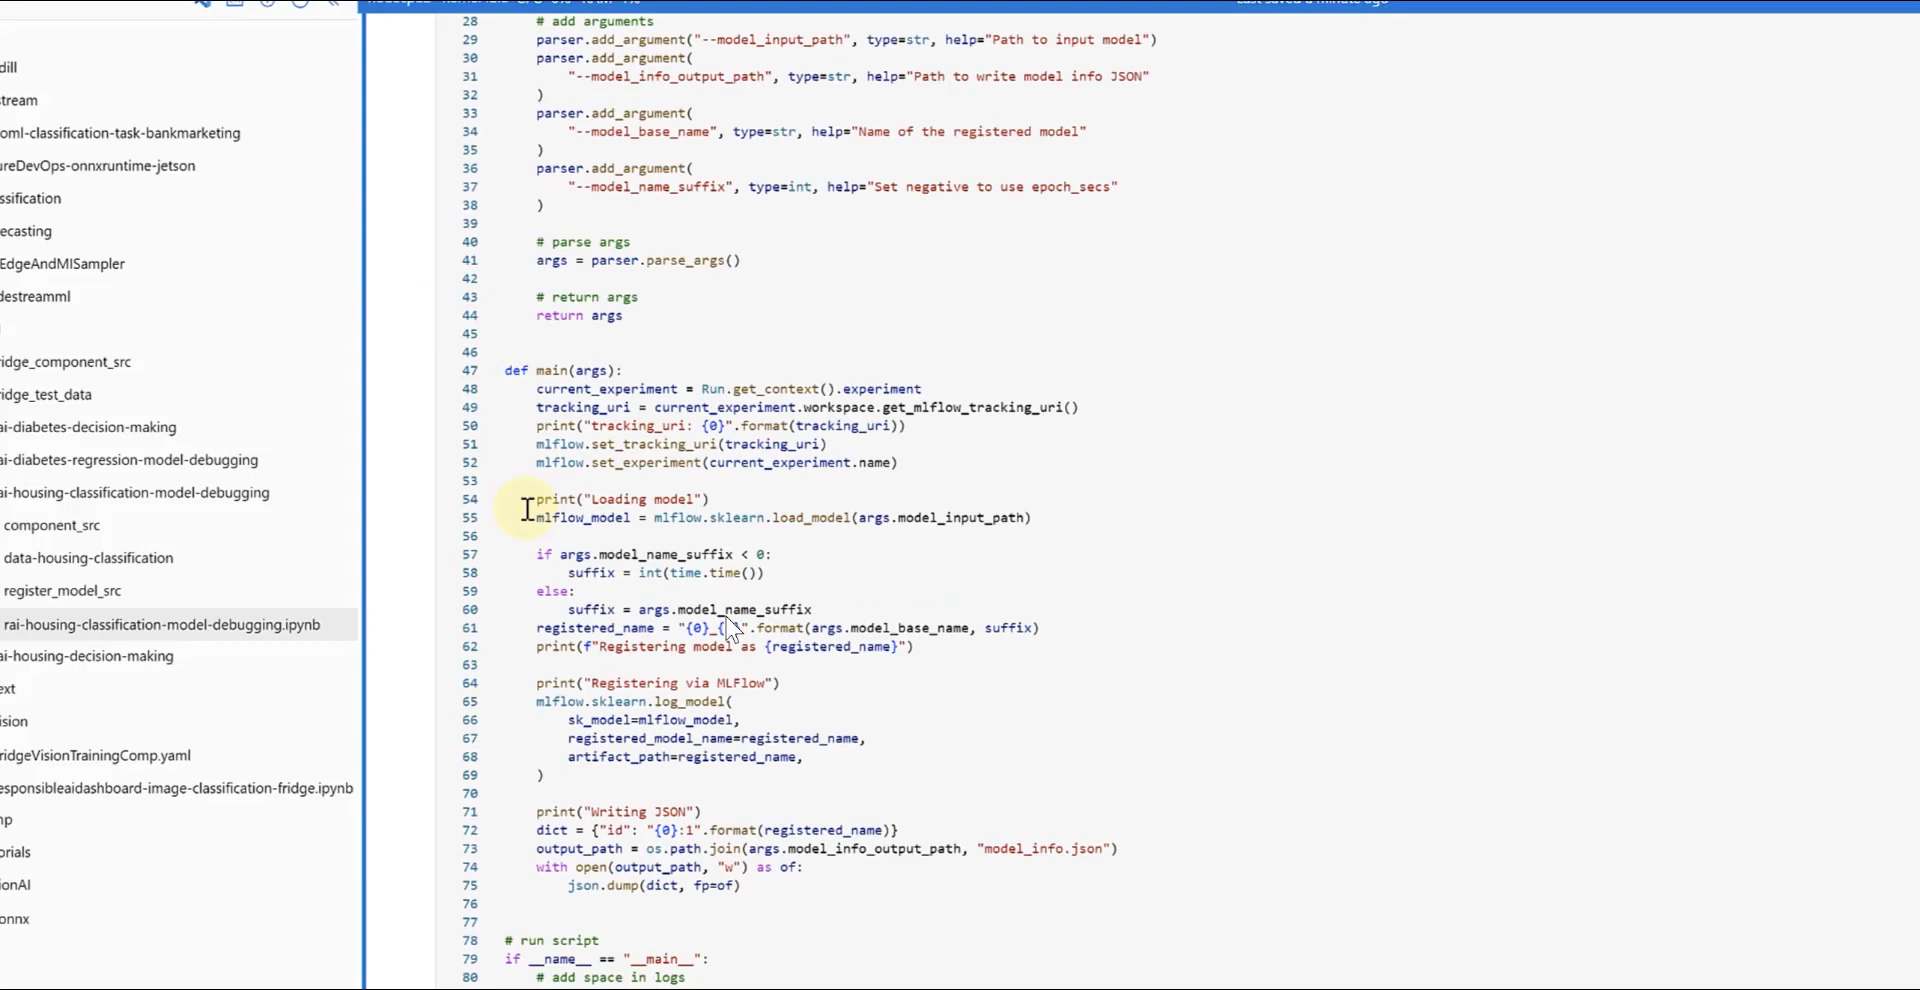 dill
stream
oml-classification-task-bankmarketing
ureDevOps-onnxruntime-jetson
ssification
ecasting
EdgeAndMISampler
destreamml
ridge_component_src
ridge_test_data
ai-diabetes-decision-making
ai-diabetes-regression-model-debugging
ai-housing-classification-model-debugging
component_src
data-housing-classification
register_model_src
rai-housing-classification-model-debugging.ipynb
ai-housing-decision-making
ext
ision
ridgeVisionTrainingComp.yaml
esponsibleaidashboard-image-classification-fridge.ipynb
mp
orials
ionAI
onnx
28 # add arguments
29 parser.add_argument("--model_input_path", type=str, help="Path to input model")
30 parser.add_argument(
31 "--model_info_output_path", type=str, help="Path to write model info JSON"
32 )
33 parser.add_argument(
34 "--model_base_name", type=str, help="Name of the registered model"
35 )
36 parser.add_argument(
37 "--model_name_suffix", type=int, help="Set negative to use epoch_secs"
38 )
39
40 # parse args
41 args = parser.parse_args()
42
43 # return args
44 return args
45
46
47 def main(args):
48 current_experiment = Run.get_context().experiment
49 tracking_uri = current_experiment.workspace.get_mlflow_tracking_uri()
50 print("tracking_uri: {0}".format(tracking_uri))
51 mlflow.set_tracking_uri(tracking_uri)
52 mlflow.set_experiment(current_experiment.name)
53
54 print("Loading model")
55 mlflow_model = mlflow.sklearn.load_model(args.model_input_path)
56
57 if args.model_name_suffix < 0:
58 suffix = int(time.time())
59 else:
60 suffix = args.model_name_suffix
61 registered_name = "{0}_{ }".format(args.model_base_name, suffix)
62 print(f"Registering model as {registered_name}")
63
64 print("Registering via MLFlow")
65 mlflow.sklearn.log_model(
66 sk_model=mlflow_model,
67 registered_model_name=registered_name,
68 artifact_path=registered_name,
69 )
70
71 print("Writing JSON")
72 dict = {"id": "{0}:1".format(registered_name)}
73 output_path = os.path.join(args.model_info_output_path, "model_info.json")
74 with open(output_path, "w") as of:
75 json.dump(dict, fp=of)
76
77
78 # run script
79 if __name__ == "__main__":
80 # add space in logs